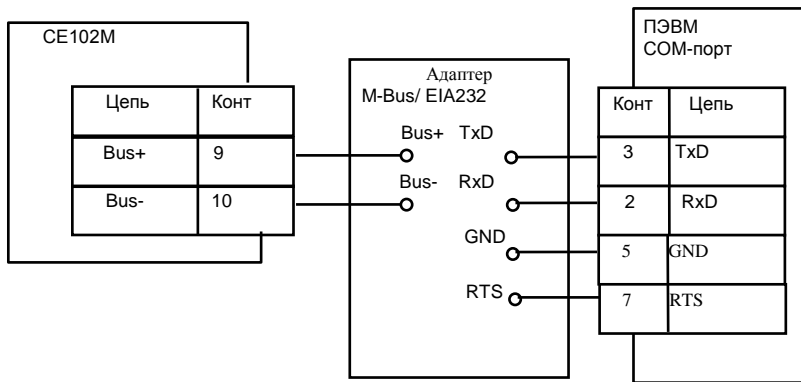 CE102M
Цепь Конт
Bus+ 9
Bus- 10
Адаптер
M-Bus/ EIA232
Bus+ TxD
Bus- RxD
GND
RTS
ПЭВМ
COM-порт
Конт Цепь
3 TxD
2 RxD
5 GND
7 RTS